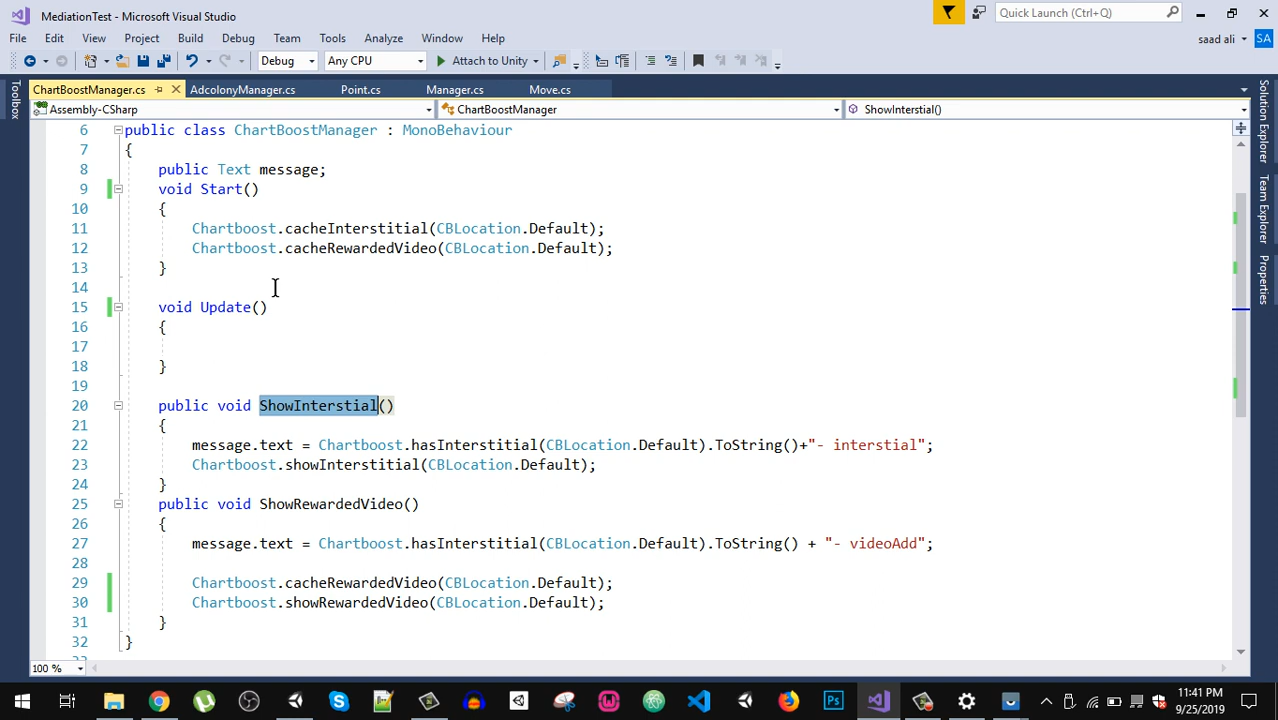 MediationTest - Microsoft Visual Studio
Quick Launch (Ctrl+Q)
File Edit View Project Build Debug Team Tools Analyze Window Help
saad ali SA
Debug Any CPU Attach to Unity
ChartBoostManager.cs AdcolonyManager.cs Point.cs Manager.cs Move.cs
Assembly-CSharp ChartBoostManager ShowInterstial()
Toolbox
Solution Explorer
Team Explorer
Properties
6 public class ChartBoostManager : MonoBehaviour
7 {
8 public Text message;
9 void Start()
10 {
11 Chartboost.cacheInterstitial(CBLocation.Default);
12 Chartboost.cacheRewardedVideo(CBLocation.Default);
13 }
14
15 void Update()
16 {
17
18 }
19
20 public void ShowInterstial()
21 {
22 message.text = Chartboost.hasInterstitial(CBLocation.Default).ToString()+"- interstial";
23 Chartboost.showInterstitial(CBLocation.Default);
24 }
25 public void ShowRewardedVideo()
26 {
27 message.text = Chartboost.hasInterstitial(CBLocation.Default).ToString() + "- videoAdd";
28
29 Chartboost.cacheRewardedVideo(CBLocation.Default);
30 Chartboost.showRewardedVideo(CBLocation.Default);
31 }
32 }
100 %
11:41 PM
9/25/2019